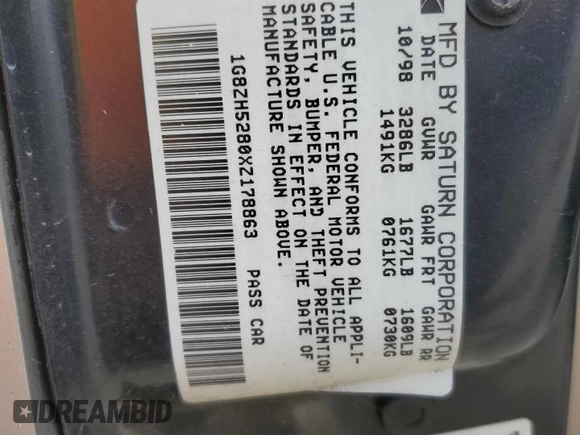 MFD BY SATURN CORPORATION
DATE GVWR GAWR FRT GAWR RR
10/98 3286LB 1677LB 1609LB
1491KG 0761KG 0730KG
THIS VEHICLE CONFORMS TO ALL APPLI-
CABLE U.S. FEDERAL MOTOR VEHICLE
SAFETY, BUMPER, AND THEFT PREVENTION
STANDARDS IN EFFECT ON THE DATE OF
MANUFACTURE SHOWN ABOVE.
1G8ZH5280XZ178863 PASS CAR
DREAMBID